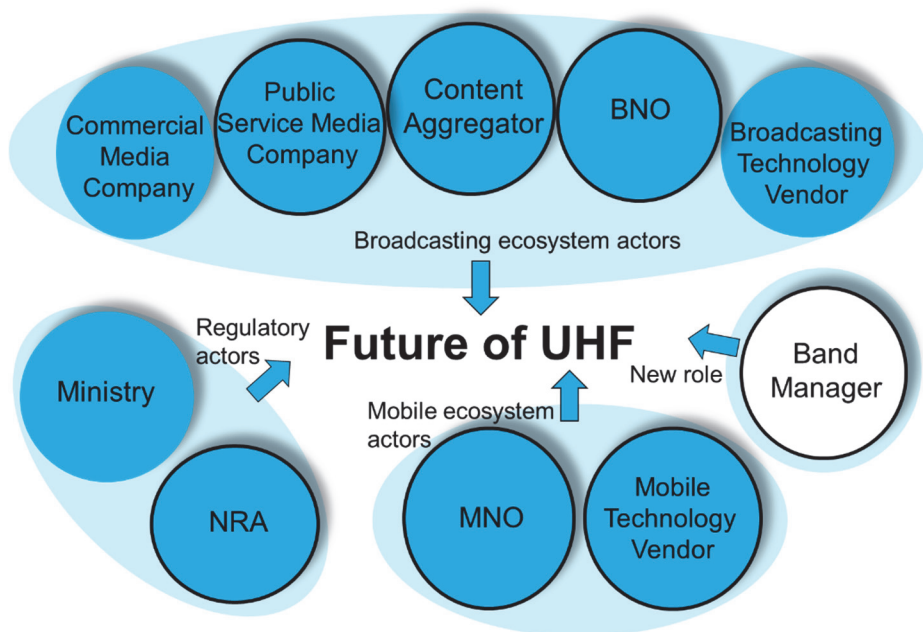 Commercial
Media
Company
Public
Service Media
Company
Content
Aggregator
BNO
Broadcasting
Technology
Vendor
Broadcasting ecosystem actors
Regulatory
actors
Future of UHF
New role
Band
Manager
Ministry
NRA
Mobile ecosystem
actors
MNO
Mobile
Technology
Vendor